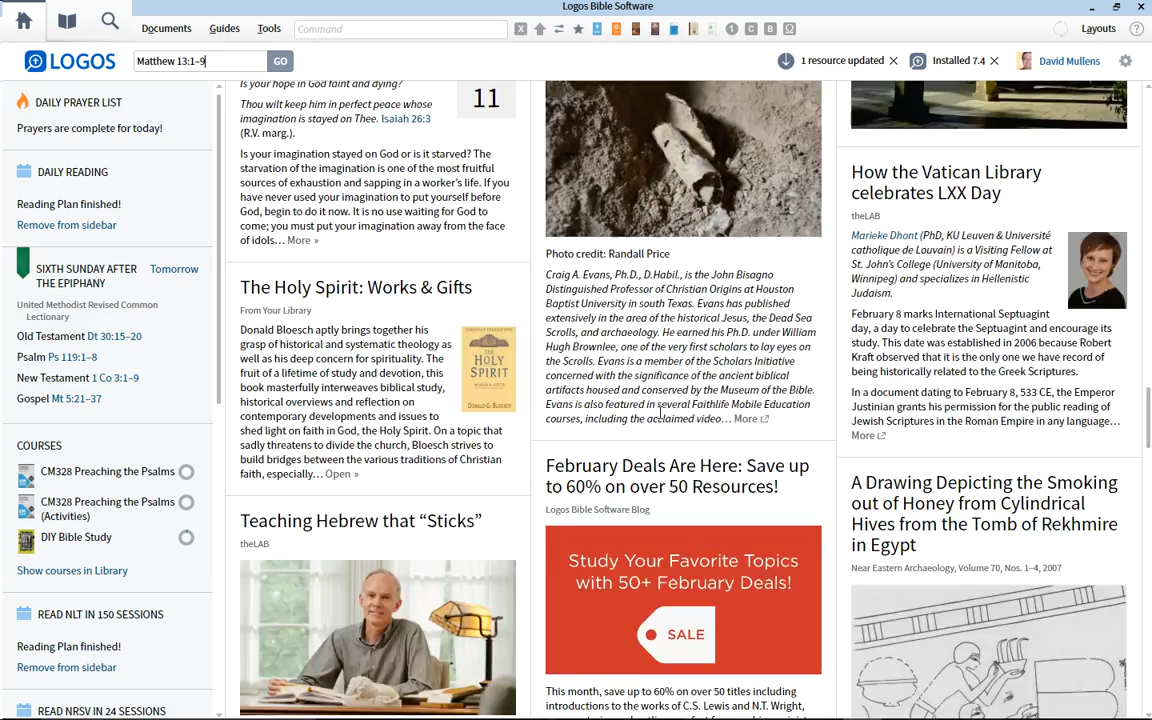 Logos Bible Software
Documents Guides Tools Command Layouts
LOGOS Matthew 13:1–9 GO 1 resource updated Installed 7.4 David Mullens
DAILY PRAYER LIST
Prayers are complete for today!
DAILY READING
Reading Plan finished!
Remove from sidebar
SIXTH SUNDAY AFTER THE EPIPHANY Tomorrow
United Methodist Revised Common
Lectionary
Old Testament Dt 30:15–20
Psalm Ps 119:1–8
New Testament 1 Co 3:1–9
Gospel Mt 5:21–37
COURSES
CM328 Preaching the Psalms
CM328 Preaching the Psalms
(Activities)
DIY Bible Study
Show courses in Library
READ NLT IN 150 SESSIONS
Reading Plan finished!
Remove from sidebar
READ NRSV IN 24 SESSIONS
Is your hope in God faint and dying?
11
Thou wilt keep him in perfect peace whose
imagination is stayed on Thee. Isaiah 26:3
(R.V. marg.).
Is your imagination stayed on God or is it starved? The
starvation of the imagination is one of the most fruitful
sources of exhaustion and sapping in a worker's life. If you
have never used your imagination to put yourself before
God, begin to do it now. It is no use waiting for God to
come; you must put your imagination away from the face
of idols… More »
The Holy Spirit: Works & Gifts
From Your Library
Donald Bloesch aptly brings together his
grasp of historical and systematic theology as
well as his deep concern for spirituality. The
fruit of a lifetime of study and devotion, this
book masterfully interweaves biblical study,
historical overviews and reflection on
contemporary developments and issues to
shed light on faith in God, the Holy Spirit. On a topic that
sadly threatens to divide the church, Bloesch strives to
build bridges between the various traditions of Christian
faith, especially… Open »
THE
HOLY
SPIRIT
WORKS & GIFTS
DONALD G. BLOESCH
Teaching Hebrew that “Sticks”
theLAB
Photo credit: Randall Price
Craig A. Evans, Ph.D., D.Habil., is the John Bisagno
Distinguished Professor of Christian Origins at Houston
Baptist University in south Texas. Evans has published
extensively in the area of the historical Jesus, the Dead Sea
Scrolls, and archaeology. He earned his Ph.D. under William
Hugh Brownlee, one of the very first scholars to lay eyes on
the Scrolls. Evans is a member of the Scholars Initiative
concerned with the significance of the ancient biblical
artifacts housed and conserved by the Museum of the Bible.
Evans is also featured in several Faithlife Mobile Education
courses, including the acclaimed video… More
February Deals Are Here: Save up
to 60% on over 50 Resources!
Logos Bible Software Blog
Study Your Favorite Topics
with 50+ February Deals!
SALE
This month, save up to 60% on over 50 titles including
introductions to the works of C.S. Lewis and N.T. Wright,
How the Vatican Library
celebrates LXX Day
theLAB
Marieke Dhont (PhD, KU Leuven & Université
catholique de Louvain) is a Visiting Fellow at
St. John's College (University of Manitoba,
Winnipeg) and specializes in Hellenistic
Judaism.
February 8 marks International Septuagint
day, a day to celebrate the Septuagint and encourage its
study. This date was established in 2006 because Robert
Kraft observed that it is the only one we have record of
being historically related to the Greek Scriptures.
In a document dating to February 8, 533 CE, the Emperor
Justinian grants his permission for the public reading of
Jewish Scriptures in the Roman Empire in any language…
More
A Drawing Depicting the Smoking
out of Honey from Cylindrical
Hives from the Tomb of Rekhmire
in Egypt
Near Eastern Archaeology, Volume 70, Nos. 1–4, 2007